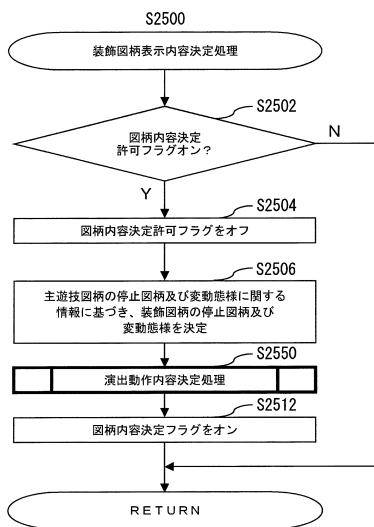 S2500
装飾図柄表示内容決定処理
S2502
図柄内容決定
許可フラグオン？
N
Y
S2504
図柄内容決定許可フラグをオフ
S2506
主遊技図柄の停止図柄及び変動態様に関する
情報に基づき、装飾図柄の停止図柄及び
変動態様を決定
S2550
演出動作内容決定処理
S2512
図柄内容決定フラグをオン
RETURN